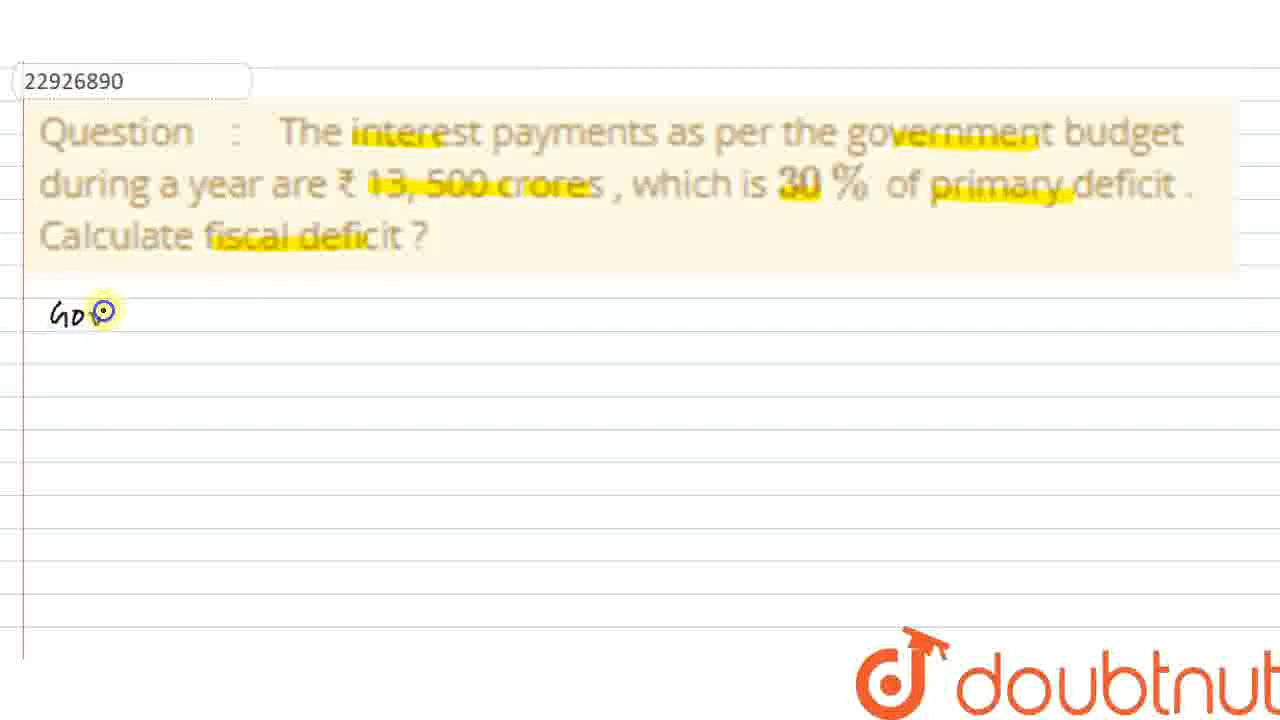 22926890
Question : The interest payments as per the government budget
during a year are ₹ 13, 500 crores , which is 30 % of primary deficit .
Calculate fiscal deficit ?
Gov
doubtnut